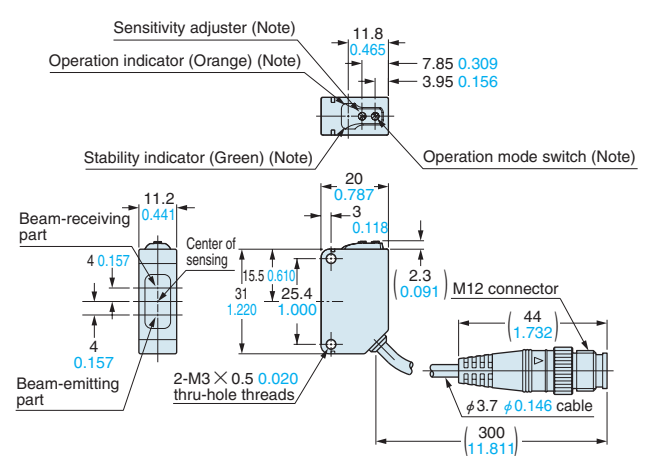 Sensitivity adjuster (Note)
11.8
0.465
Operation indicator (Orange) (Note)
7.85 0.309
3.95 0.156
Stability indicator (Green) (Note)
Operation mode switch (Note)
20
0.787
11.2
0.441
3
0.118
Beam-receiving
part
Center of
sensing
4 0.157
15.5 0.610
31
1.220
25.4
1.000
(2.3
0.091)
M12 connector
(44
1.732)
4
0.157
Beam-emitting
part
2-M3 × 0.5 0.020
thru-hole threads
φ3.7 φ0.146 cable
(300
11.811)